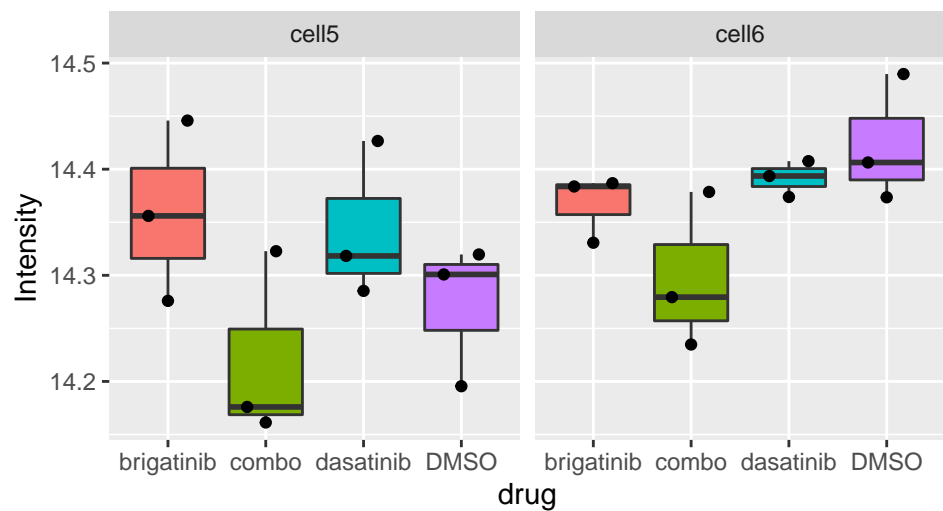 cell5 cell6
14.5
14.4
14.3
14.2
Intensity
brigatinib combo dasatinib DMSO brigatinib combo dasatinib DMSO
drug